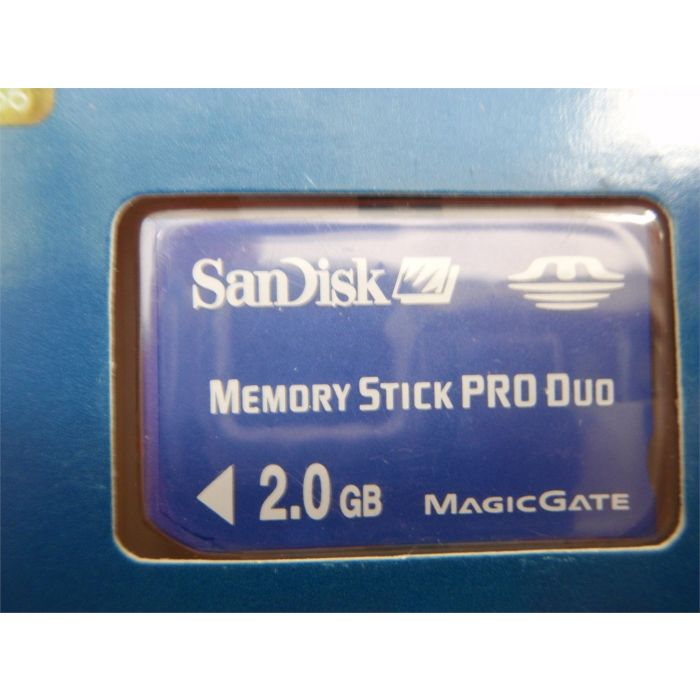 SanDisk
MEMORY STICK PRO DUO
2.0 GB MAGICGATE